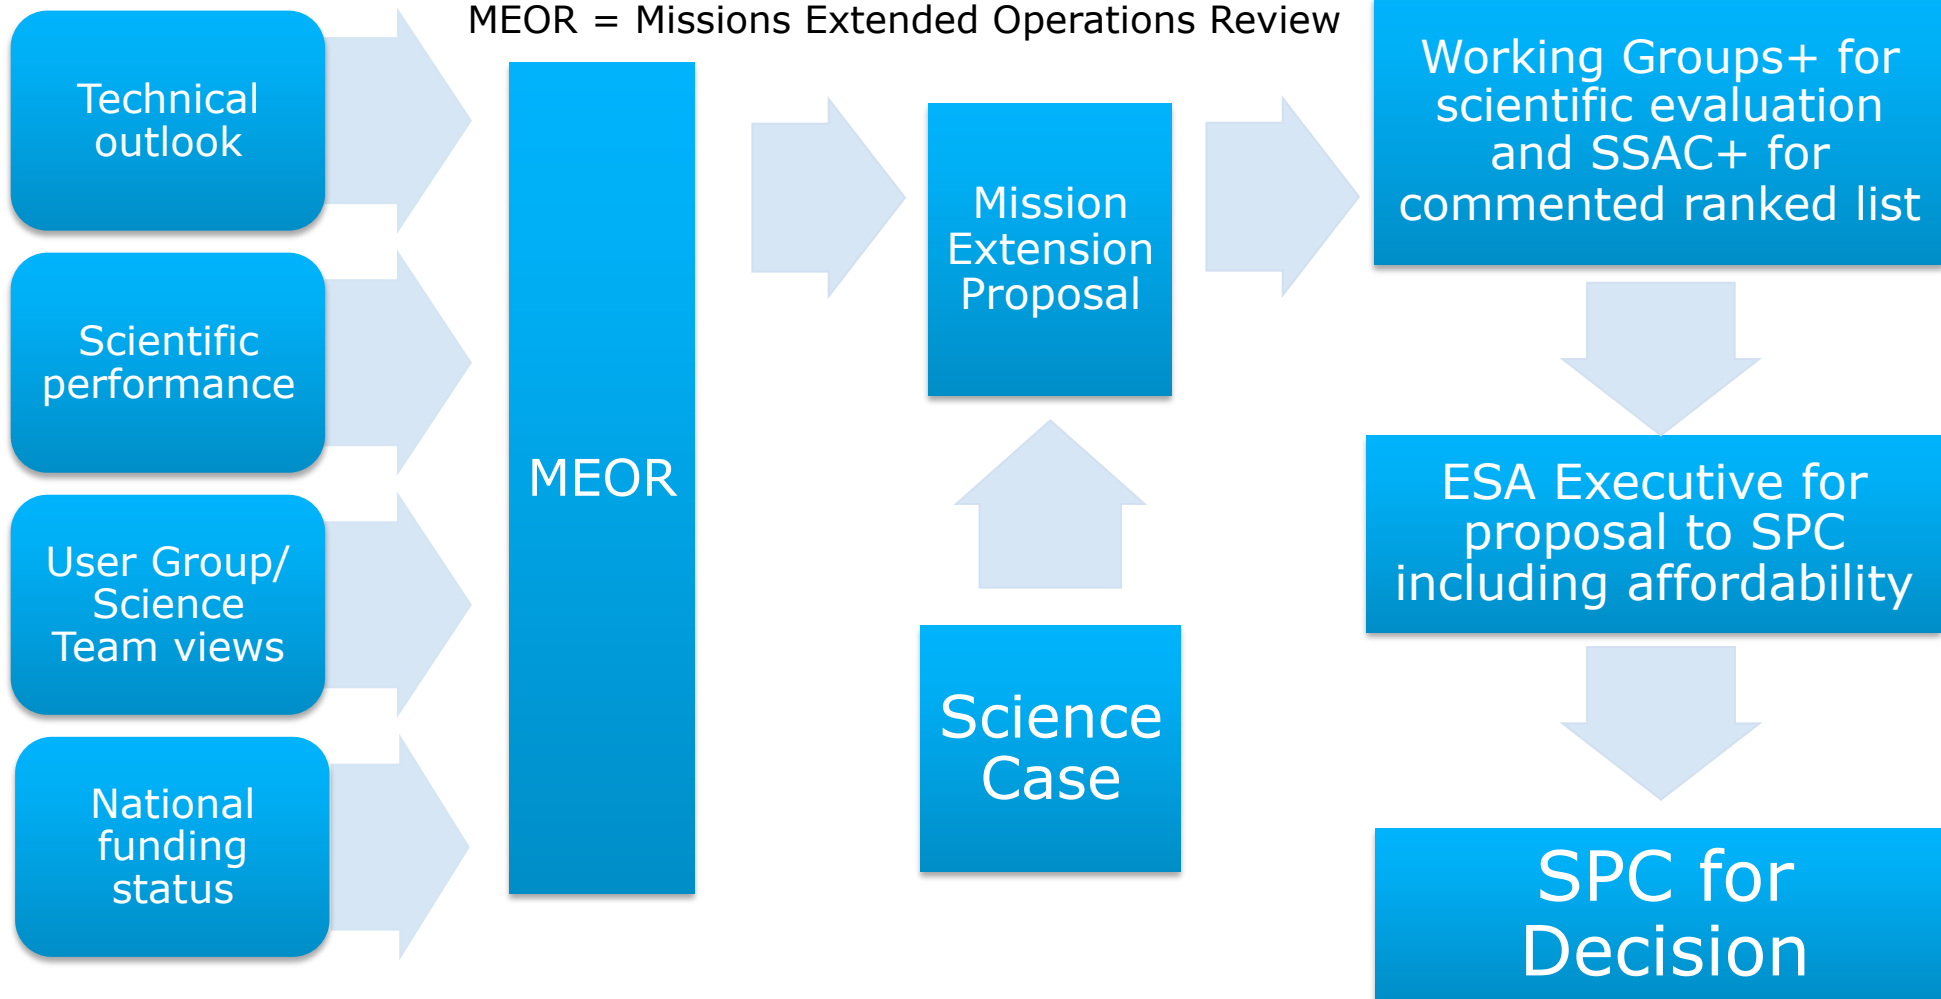 MEOR = Missions Extended Operations Review
Technical
outlook
Scientific
performance
User Group/
Science
Team views
National
funding
status
MEOR
Mission
Extension
Proposal
Science
Case
Working Groups+ for
scientific evaluation
and SSAC+ for
commented ranked list
ESA Executive for
proposal to SPC
including affordability
SPC for
Decision